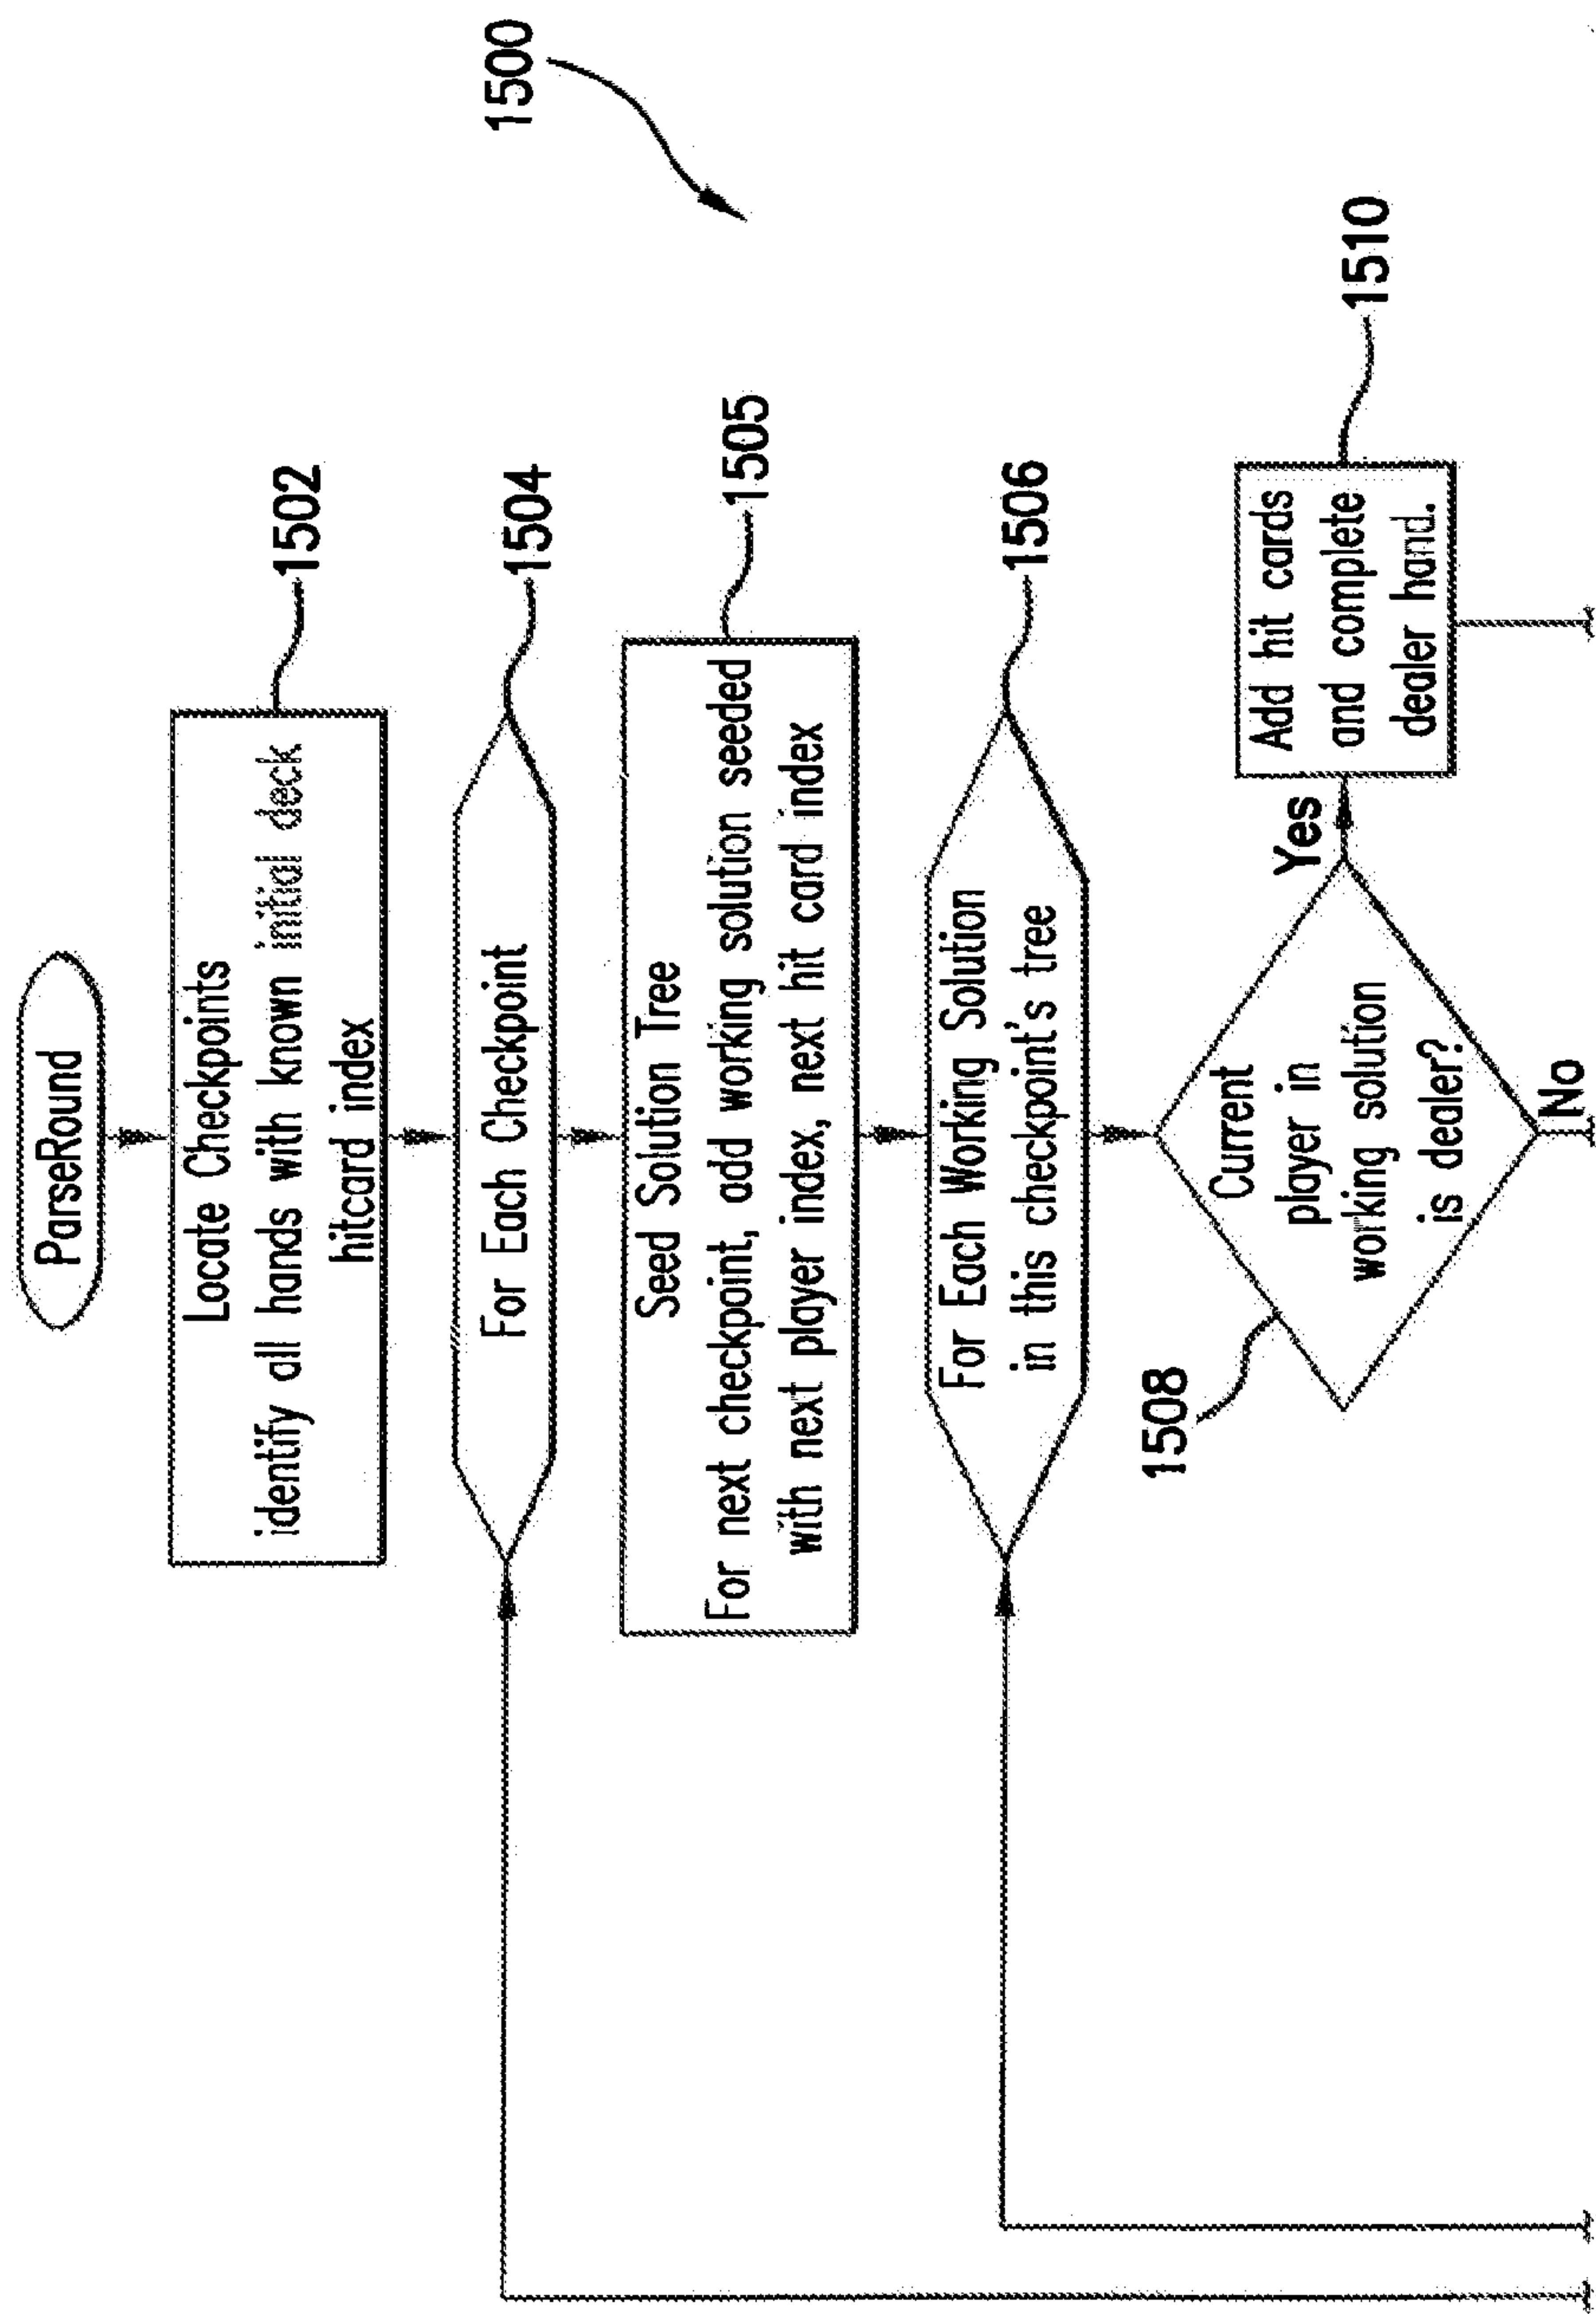 1500
ParseRound
Locate Checkpoints
identify all hands with known initial deck
hitcard index
1502
For Each Checkpoint
1504
Seed Solution Tree
For next checkpoint, add working solution seeded
with next player index, next hit card index
1505
For Each Working Solution
in this checkpoint's tree
1506
1508
Current
player in
working solution
is dealer?
Yes
No
Add hit cards
and complete
dealer hand.
1510